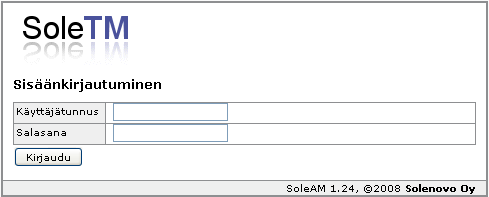 SoleTM
Sisäänkirjautuminen
Käyttäjätunnus
Salasana
Kirjaudu
SoleAM 1.24, ©2008 Solenovo Oy